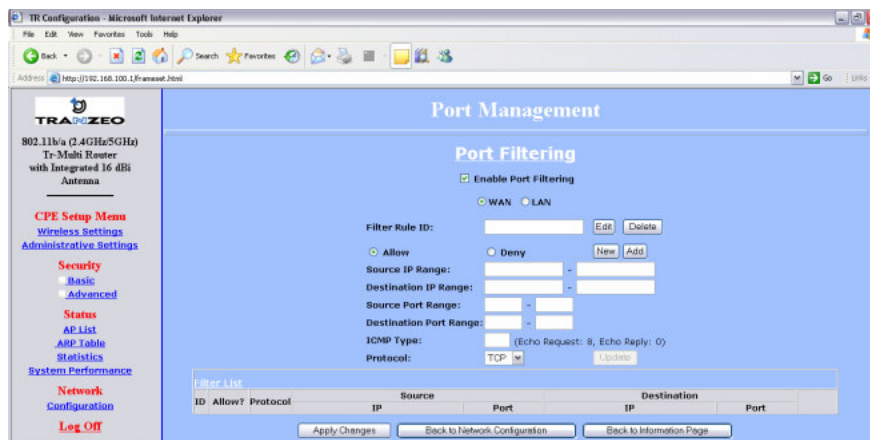 TR Configuration - Microsoft Internet Explorer
File Edit View Favorites Tools Help
Back Search Favorites
Address http://192.168.100.1/frameset.html Go Links
TRANZEO
802.11b/a (2.4GHz/5GHz)
Tr-Multi Router
with Integrated 16 dBi
Antenna
CPE Setup Menu
Wireless Settings
Administrative Settings
Security
Basic
Advanced
Status
AP List
ARP Table
Statistics
System Performance
Network
Configuration
Log Off
Port Management
Port Filtering
Enable Port Filtering
WAN LAN
Filter Rule ID: Edit Delete
Allow Deny New Add
Source IP Range: -
Destination IP Range: -
Source Port Range: -
Destination Port Range: -
ICMP Type: (Echo Request: 8, Echo Reply: 0)
Protocol: TCP Update
Filter List
ID Allow? Protocol Source Destination
IP Port IP Port
Apply Changes Back to Network Configuration Back to Information Page